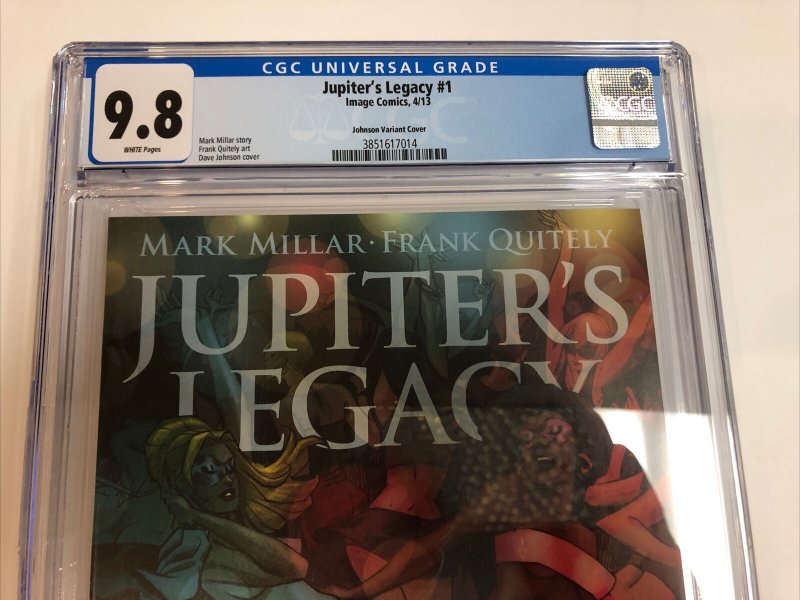 CGC UNIVERSAL GRADE
9.8
WHITE Pages
Mark Millar story
Frank Quitely art
Dave Johnson cover
Jupiter's Legacy #1
Image Comics, 4/13
Johnson Variant Cover
3851617014
CGC
MARK MILLAR · FRANK QUITELY
JUPITER'S
LEGACY